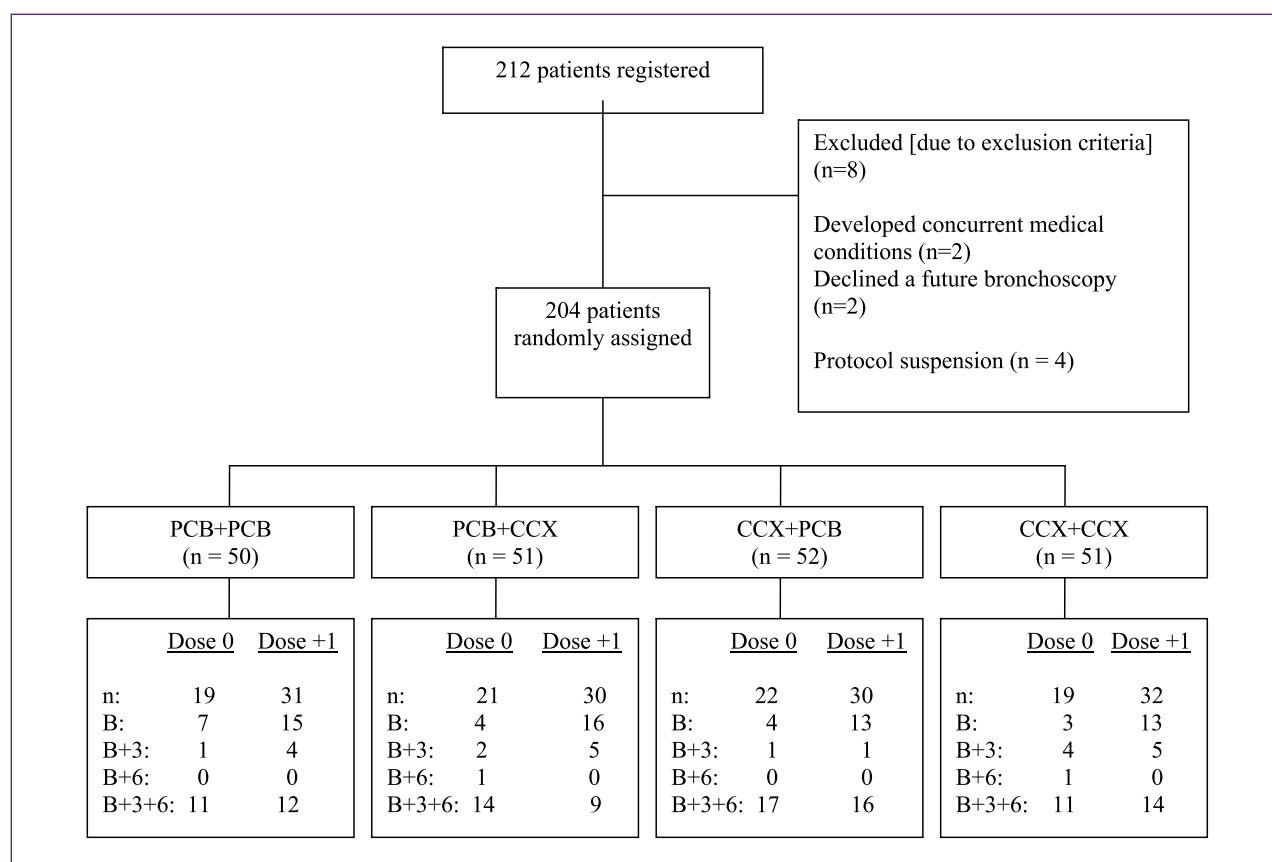 212 patients registered
Excluded [due to exclusion criteria]
(n=8)
Developed concurrent medical
conditions (n=2)
Declined a future bronchoscopy
(n=2)
Protocol suspension (n = 4)
204 patients
randomly assigned
PCB+PCB
(n = 50)
PCB+CCX
(n = 51)
CCX+PCB
(n = 52)
CCX+CCX
(n = 51)
Dose 0 Dose +1
n: 19 31
B: 7 15
B+3: 1 4
B+6: 0 0
B+3+6: 11 12
Dose 0 Dose +1
n: 21 30
B: 4 16
B+3: 2 5
B+6: 1 0
B+3+6: 14 9
Dose 0 Dose +1
n: 22 30
B: 4 13
B+3: 1 1
B+6: 0 0
B+3+6: 17 16
Dose 0 Dose +1
n: 19 32
B: 3 13
B+3: 4 5
B+6: 1 0
B+3+6: 11 14